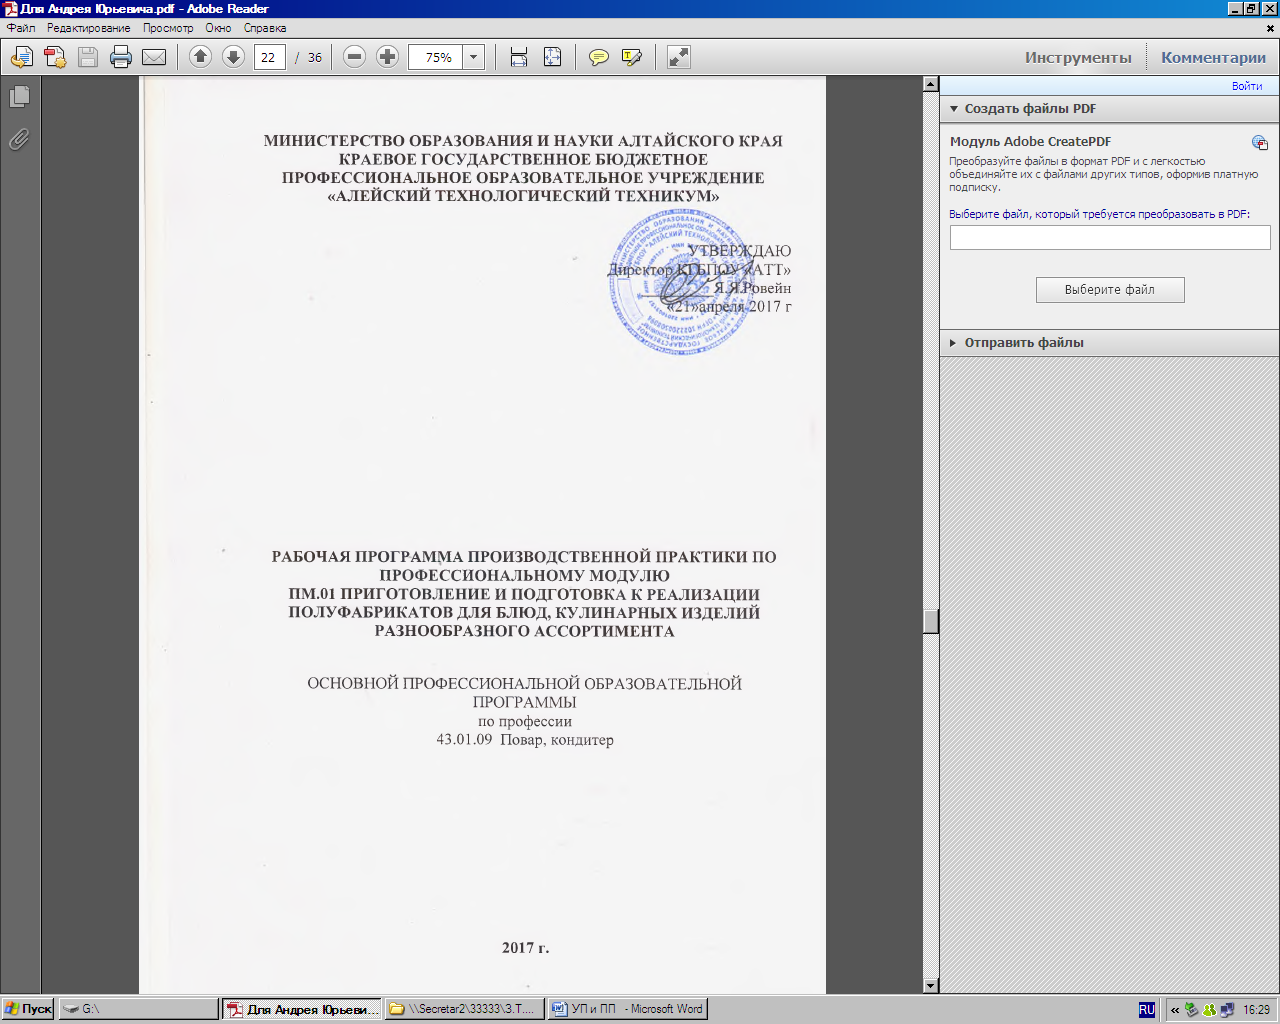 Для Андрея Юрьевича.pdf - Adobe Reader
Файл Редактирование Просмотр Окно Справка
22 / 36 75% Инструменты Комментарии
Войти
Создать файлы PDF
Модуль Adobe CreatePDF
Преобразуйте файлы в формат PDF и с легкостью
объединяйте их с файлами других типов, оформив платную
подписку.
Выберите файл, который требуется преобразовать в PDF:
Выберите файл
Отправить файлы
МИНИСТЕРСТВО ОБРАЗОВАНИЯ И НАУКИ АЛТАЙСКОГО КРАЯ
КРАЕВОЕ ГОСУДАРСТВЕННОЕ БЮДЖЕТНОЕ
ПРОФЕССИОНАЛЬНОЕ ОБРАЗОВАТЕЛЬНОЕ УЧРЕЖДЕНИЕ
«АЛЕЙСКИЙ ТЕХНОЛОГИЧЕСКИЙ ТЕХНИКУМ»
УТВЕРЖДАЮ
Директор КГБПОУ «АТТ»
Я.Я.Ровейн
«21»апреля 2017 г
РАБОЧАЯ ПРОГРАММА ПРОИЗВОДСТВЕННОЙ ПРАКТИКИ ПО
ПРОФЕССИОНАЛЬНОМУ МОДУЛЮ
ПМ.01 ПРИГОТОВЛЕНИЕ И ПОДГОТОВКА К РЕАЛИЗАЦИИ
ПОЛУФАБРИКАТОВ ДЛЯ БЛЮД, КУЛИНАРНЫХ ИЗДЕЛИЙ
РАЗНООБРАЗНОГО АССОРТИМЕНТА
ОСНОВНОЙ ПРОФЕССИОНАЛЬНОЙ ОБРАЗОВАТЕЛЬНОЙ
ПРОГРАММЫ
по профессии
43.01.09 Повар, кондитер
2017 г.
Пуск G:\ Для Андрея Юрьеви... \\Secretar2\33333\3.Т.... УП и ПП - Microsoft Word RU « 16:29